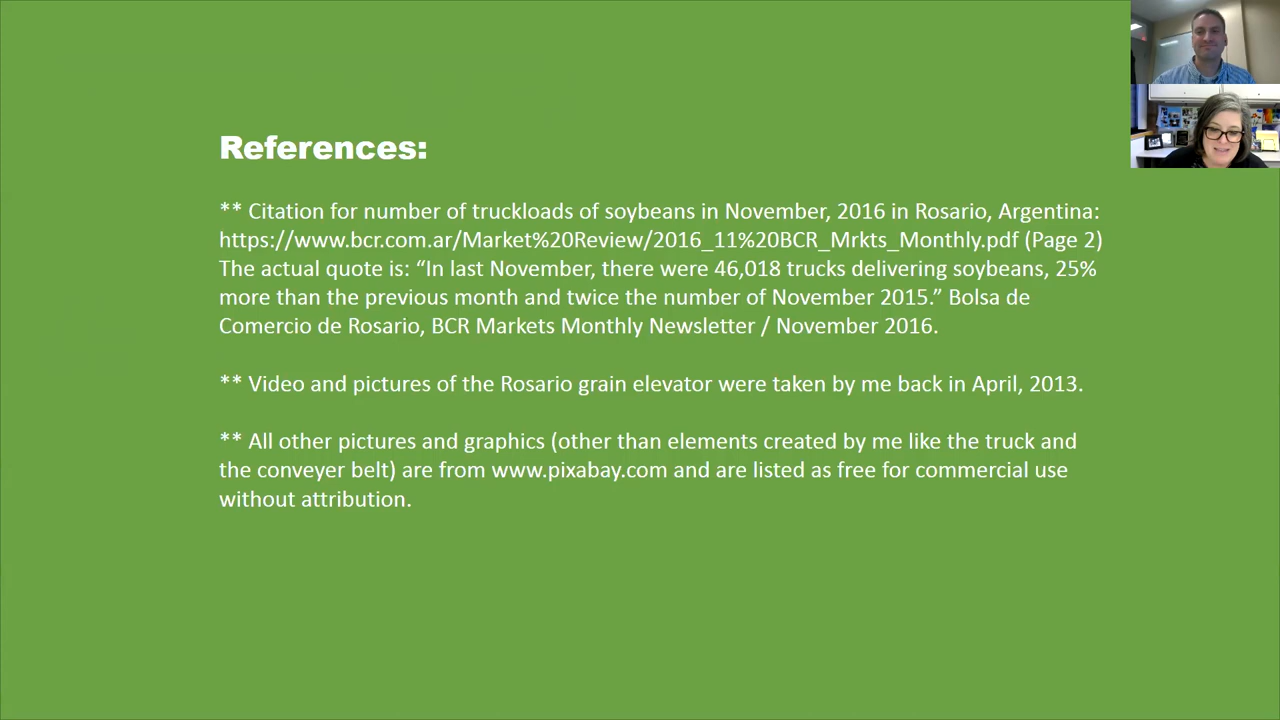 References:
** Citation for number of truckloads of soybeans in November, 2016 in Rosario, Argentina:
https://www.bcr.com.ar/Market%20Review/2016_11%20BCR_Mrkts_Monthly.pdf (Page 2)
The actual quote is: “In last November, there were 46,018 trucks delivering soybeans, 25%
more than the previous month and twice the number of November 2015.” Bolsa de
Comercio de Rosario, BCR Markets Monthly Newsletter / November 2016.
** Video and pictures of the Rosario grain elevator were taken by me back in April, 2013.
** All other pictures and graphics (other than elements created by me like the truck and
the conveyer belt) are from www.pixabay.com and are listed as free for commercial use
without attribution.